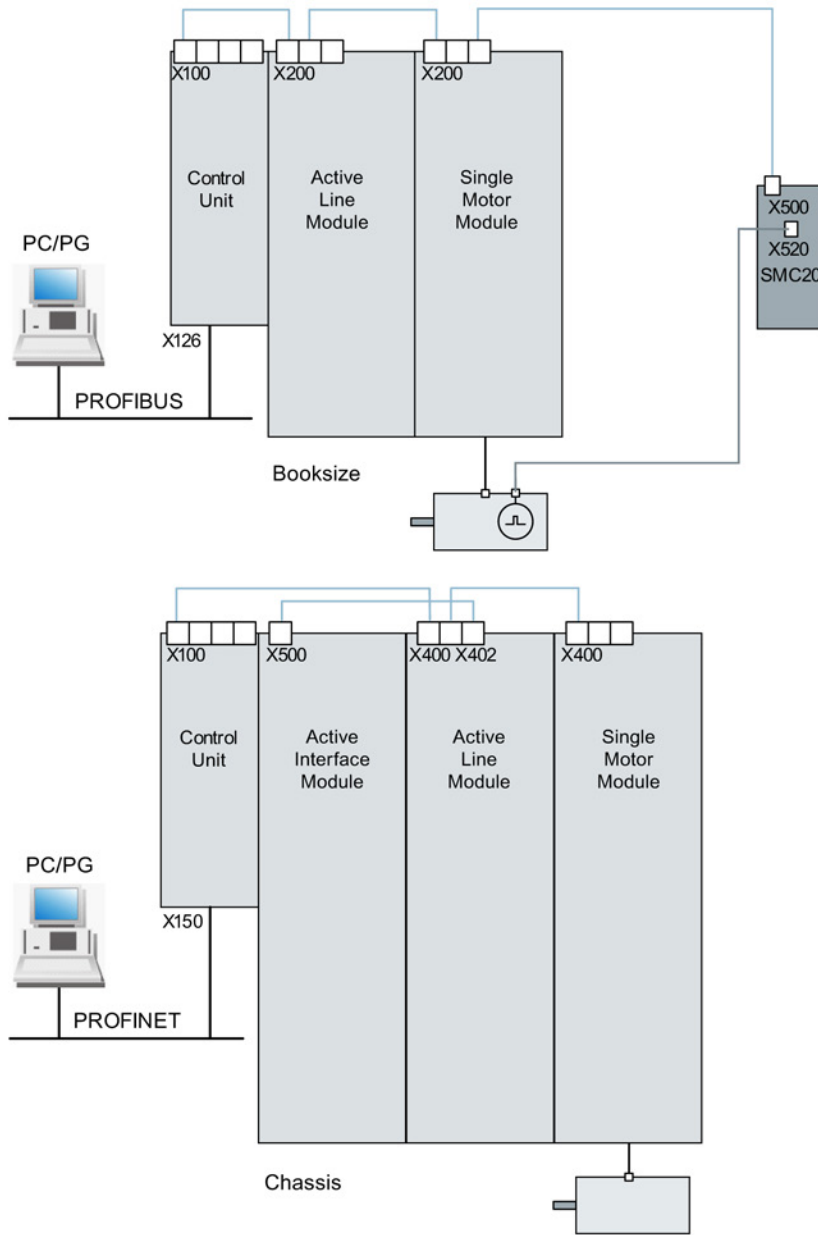 X100
X200
X200
Control
Unit
Active
Line
Module
Single
Motor
Module
X500
X520
SMC20
PC/PG
X126
PROFIBUS
Booksize
X100
X500
X400
X402
X400
Control
Unit
Active
Interface
Module
Active
Line
Module
Single
Motor
Module
PC/PG
X150
PROFINET
Chassis